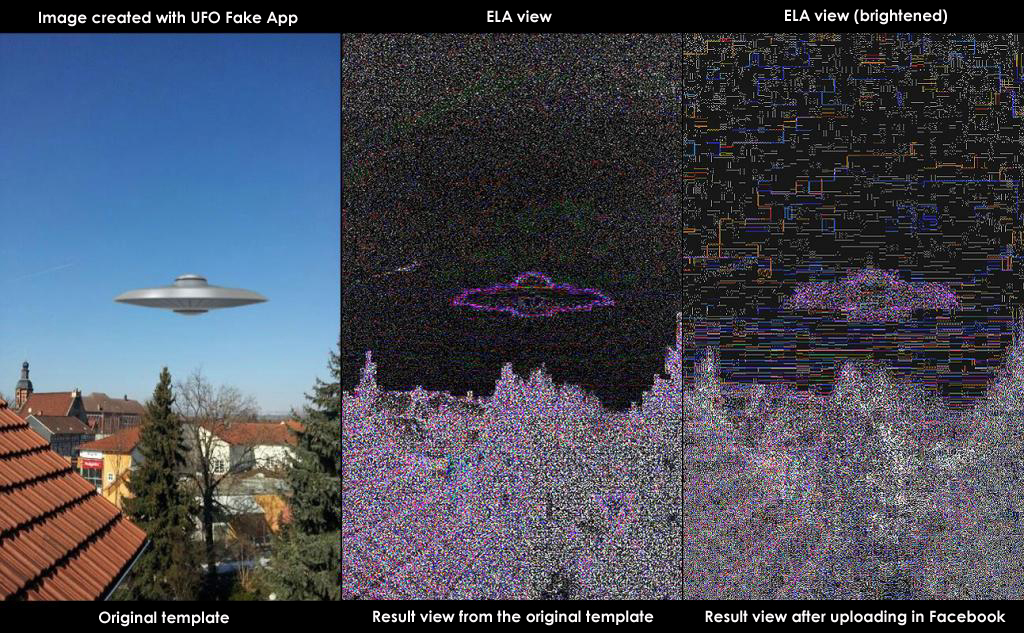 Image created with UFO Fake App
ELA view
ELA view (brightened)
Original template
Result view from the original template
Result view after uploading in Facebook